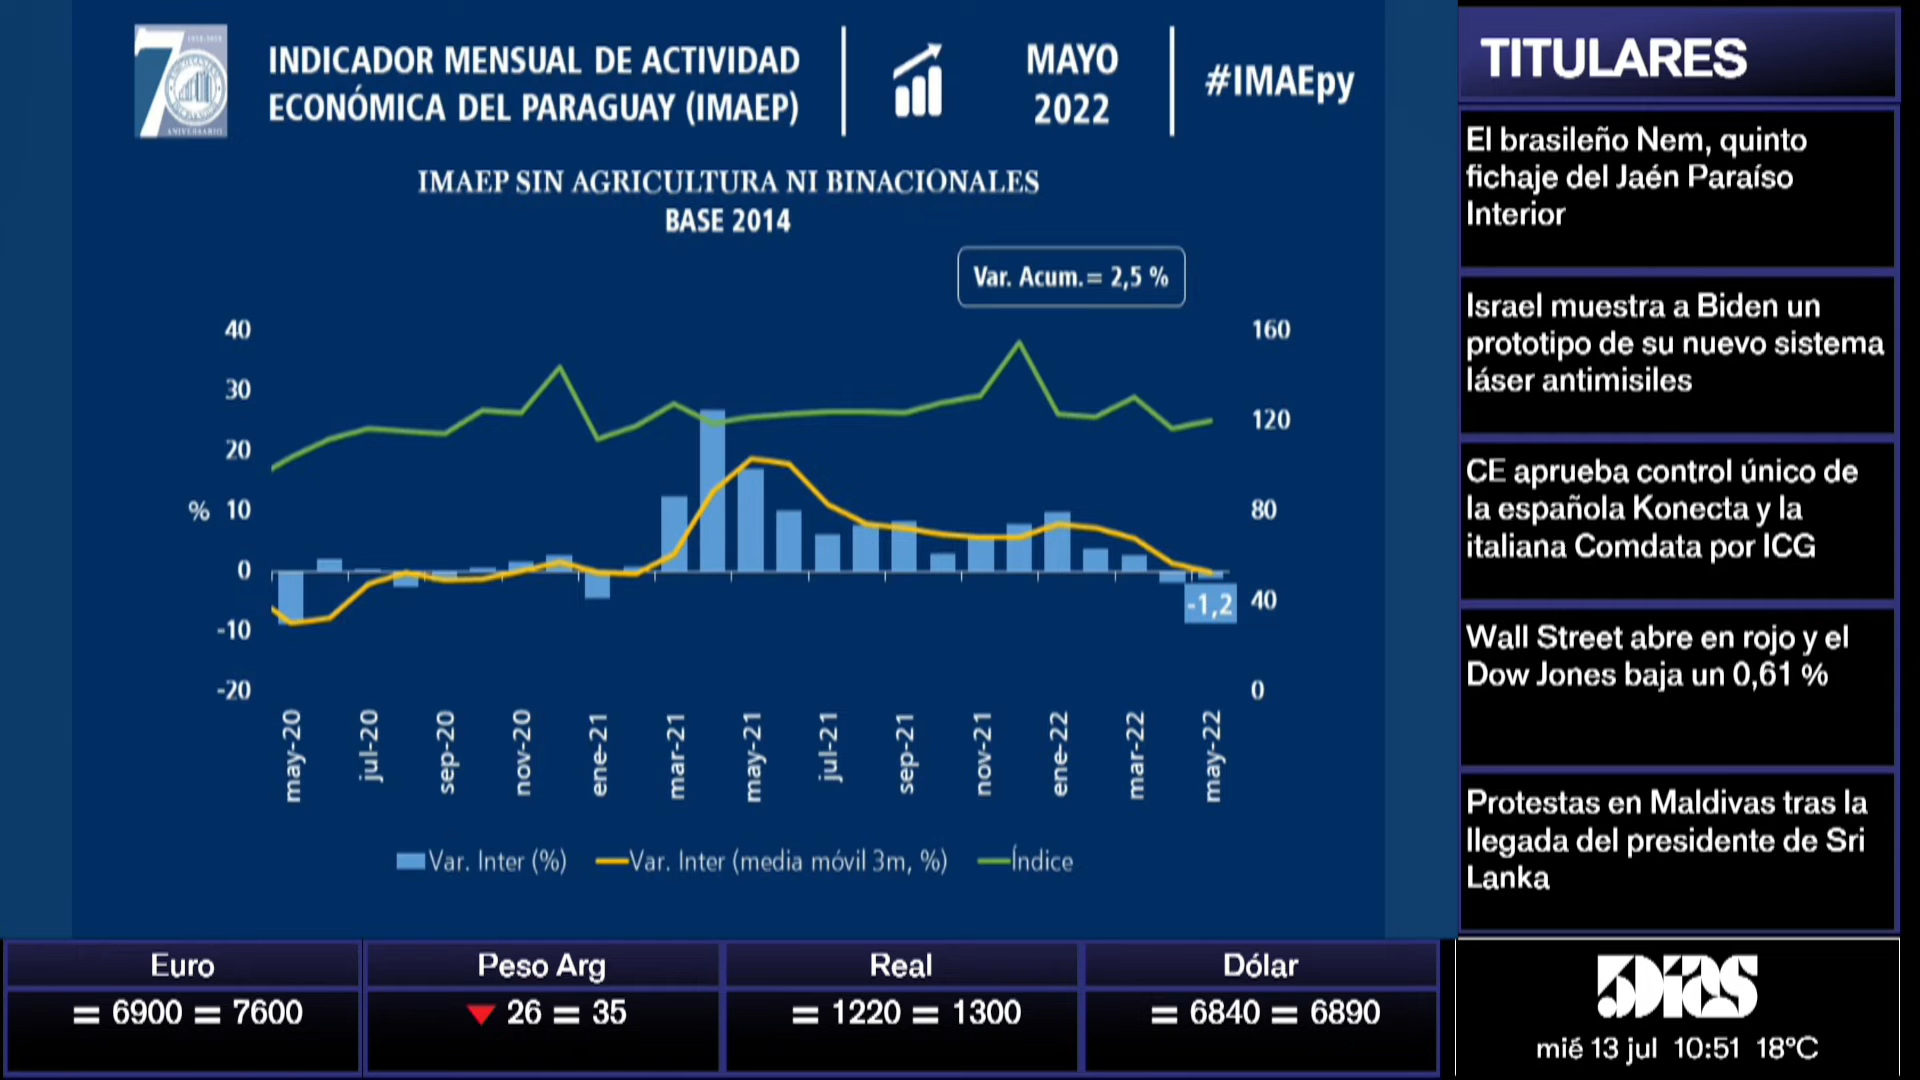 70
ANIVERSARIO
INDICADOR MENSUAL DE ACTIVIDAD
ECONÓMICA DEL PARAGUAY (IMAEP)
MAYO
2022
#IMAEpy
IMAEP SIN AGRICULTURA NI BINACIONALES
BASE 2014
Var. Acum.= 2,5 %
40
30
20
% 10
0
-10
-20
160
120
80
40
0
-1,2
may-20
jul-20
sep-20
nov-20
ene-21
mar-21
may-21
jul-21
sep-21
nov-21
ene-22
mar-22
may-22
Var. Inter (%)
Var. Inter (media móvil 3m, %)
Índice
TITULARES
El brasileño Nem, quinto
fichaje del Jaén Paraíso
Interior
Israel muestra a Biden un
prototipo de su nuevo sistema
láser antimisiles
CE aprueba control único de
la española Konecta y la
italiana Comdata por ICG
Wall Street abre en rojo y el
Dow Jones baja un 0,61 %
Protestas en Maldivas tras la
llegada del presidente de Sri
Lanka
Euro
= 6900 = 7600
Peso Arg
▼ 26 = 35
Real
= 1220 = 1300
Dólar
= 6840 = 6890
5DIAS
mié 13 jul 10:51 18°C